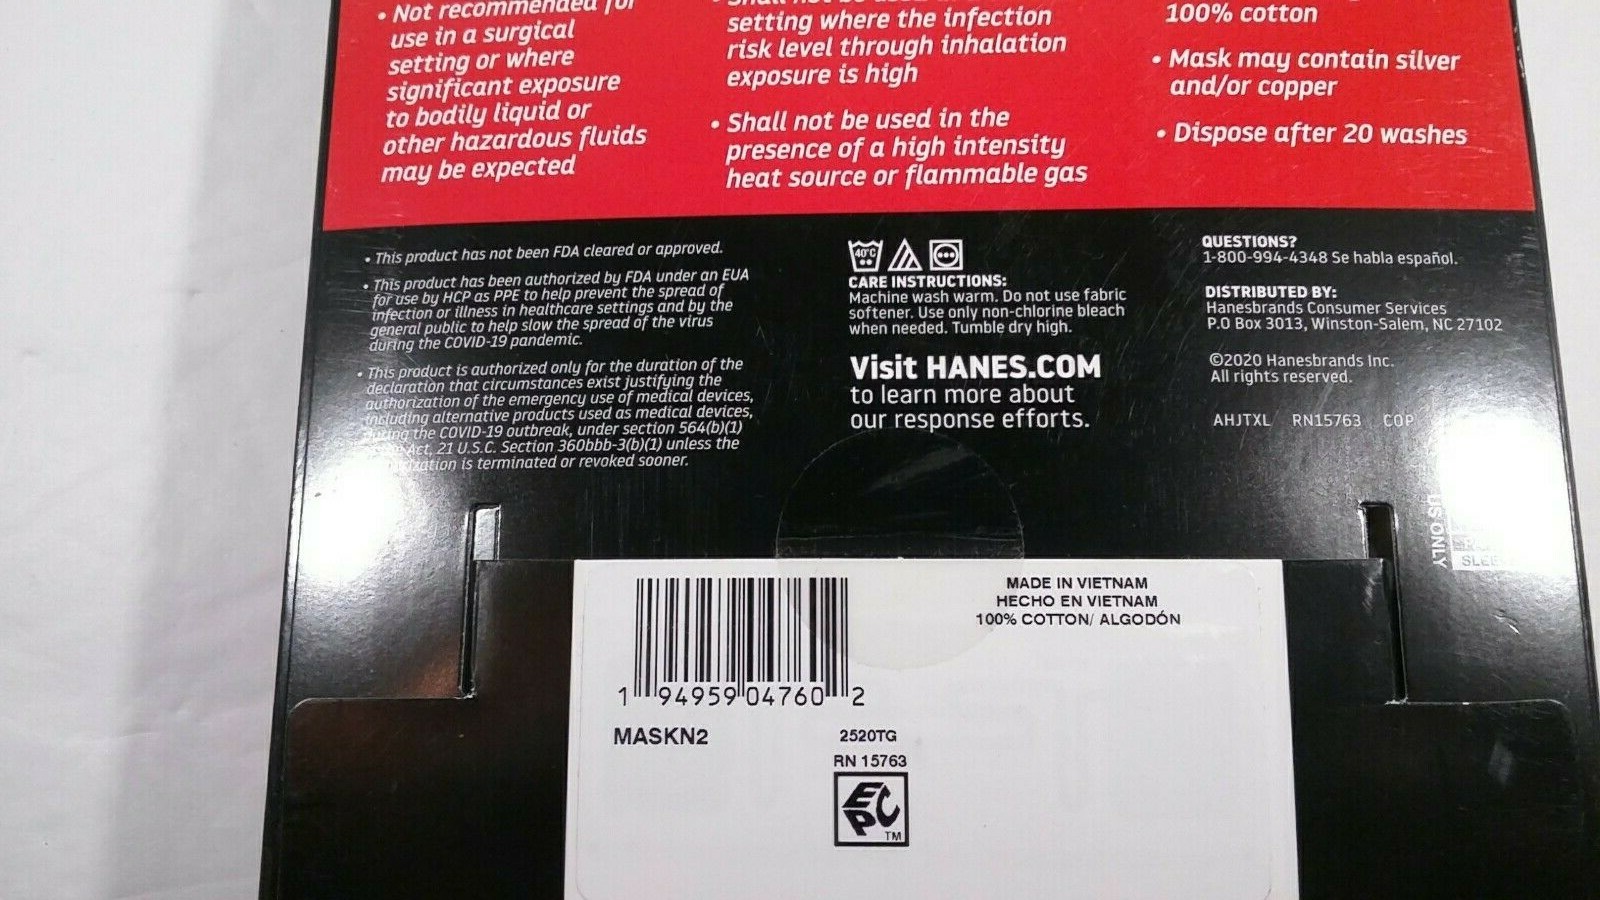 • Not recommended for
use in a surgical
setting or where
significant exposure
to bodily liquid or
other hazardous fluids
may be expected
setting where the infection
risk level through inhalation
exposure is high
• Shall not be used in the
presence of a high intensity
heat source or flammable gas
100% cotton
• Mask may contain silver
and/or copper
• Dispose after 20 washes
• This product has not been FDA cleared or approved.
• This product has been authorized by FDA under an EUA
for use by HCP as PPE to help prevent the spread of
infection or illness in healthcare settings and by the
general public to help slow the spread of the virus
during the COVID-19 pandemic.
• This product is authorized only for the duration of the
declaration that circumstances exist justifying the
authorization of the emergency use of medical devices,
including alternative products used as medical devices,
during the COVID-19 outbreak, under section 564(b)(1)
Act, 21 U.S.C. Section 360bbb-3(b)(1) unless the
is terminated or revoked sooner.
40°C
CARE INSTRUCTIONS:
Machine wash warm. Do not use fabric
softener. Use only non-chlorine bleach
when needed. Tumble dry high.
Visit HANES.COM
to learn more about
our response efforts.
QUESTIONS?
1-800-994-4348 Se habla español.
DISTRIBUTED BY:
Hanesbrands Consumer Services
P.O Box 3013, Winston-Salem, NC 27102
©2020 Hanesbrands Inc.
All rights reserved.
AHJTXL RN15763 COP
US ONLY
MADE IN VIETNAM
HECHO EN VIETNAM
100% COTTON/ ALGODÓN
1 94959 04760 2
MASKN2
2520TG
RN 15763
EPC TM